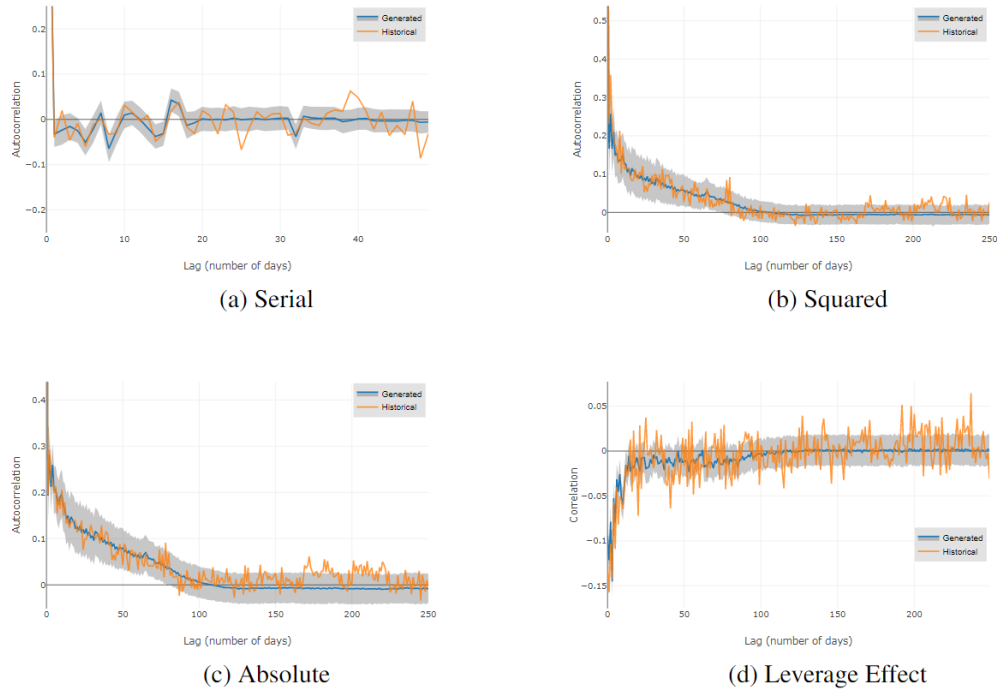 0.2
0.1
0
−0.1
−0.2
Autocorrelation
Generated
Historical
0 10 20 30 40
Lag (number of days)
(a) Serial
0.5
0.4
0.3
0.2
0.1
0
Autocorrelation
Generated
Historical
0 50 100 150 200 250
Lag (number of days)
(b) Squared
0.4
0.3
0.2
0.1
0
Autocorrelation
Generated
Historical
0 50 100 150 200 250
Lag (number of days)
(c) Absolute
0.05
0
−0.05
−0.1
−0.15
Correlation
Generated
Historical
0 50 100 150 200
Lag (number of days)
(d) Leverage Effect